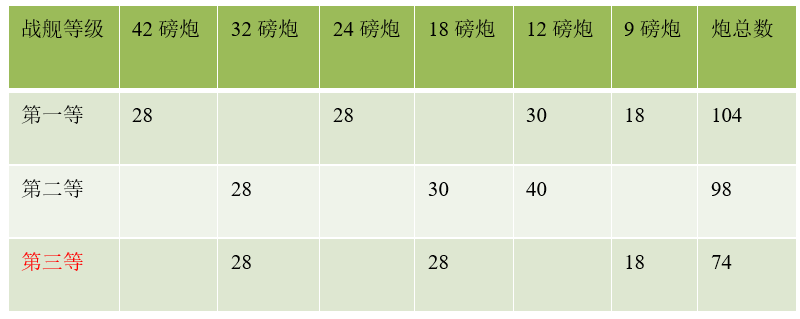 战舰等级 42 磅炮 32 磅炮 24 磅炮 18 磅炮 12 磅炮 9 磅炮 炮总数
第一等 28 28 30 18 104
第二等 28 30 40 98
第三等 28 28 18 74